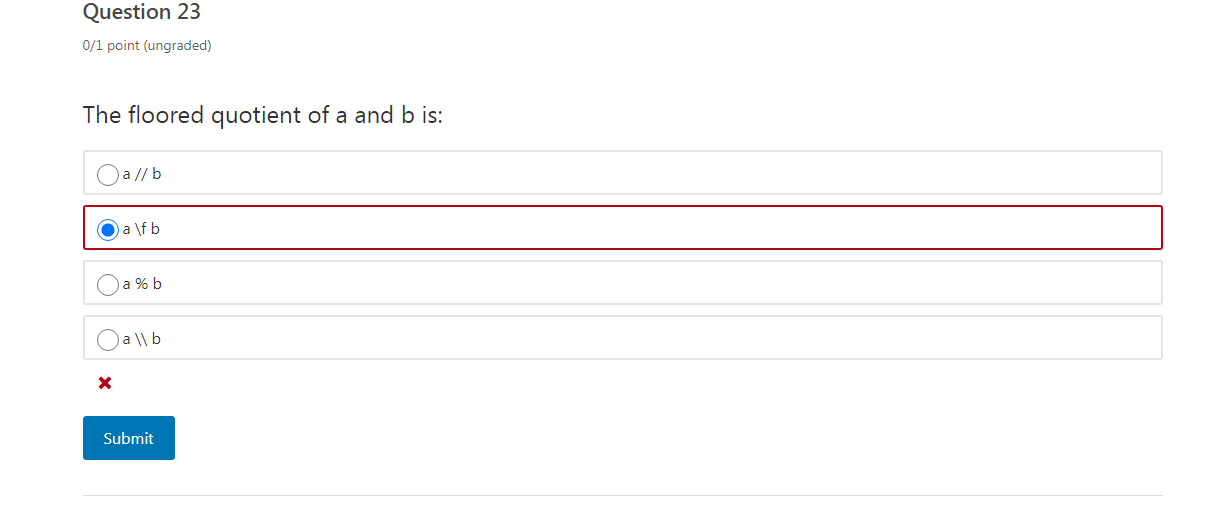 Question 23
0/1 point (ungraded)
The floored quotient of a and b is:
a // b
a \f b
a % b
a \\ b
Submit